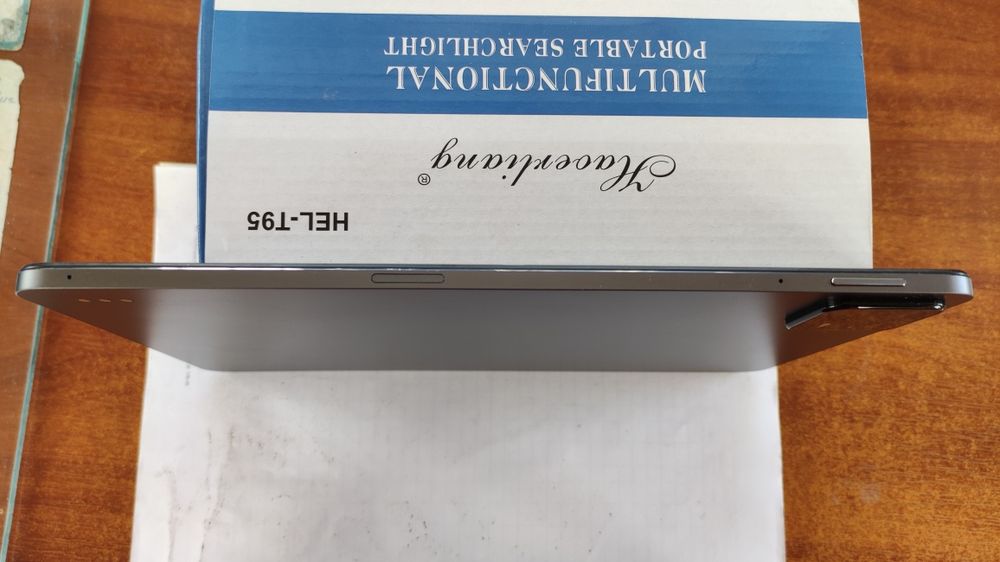 HEL-T95
Haoerliang®
MULTIFUNCTIONAL
PORTABLE SEARCHLIGHT